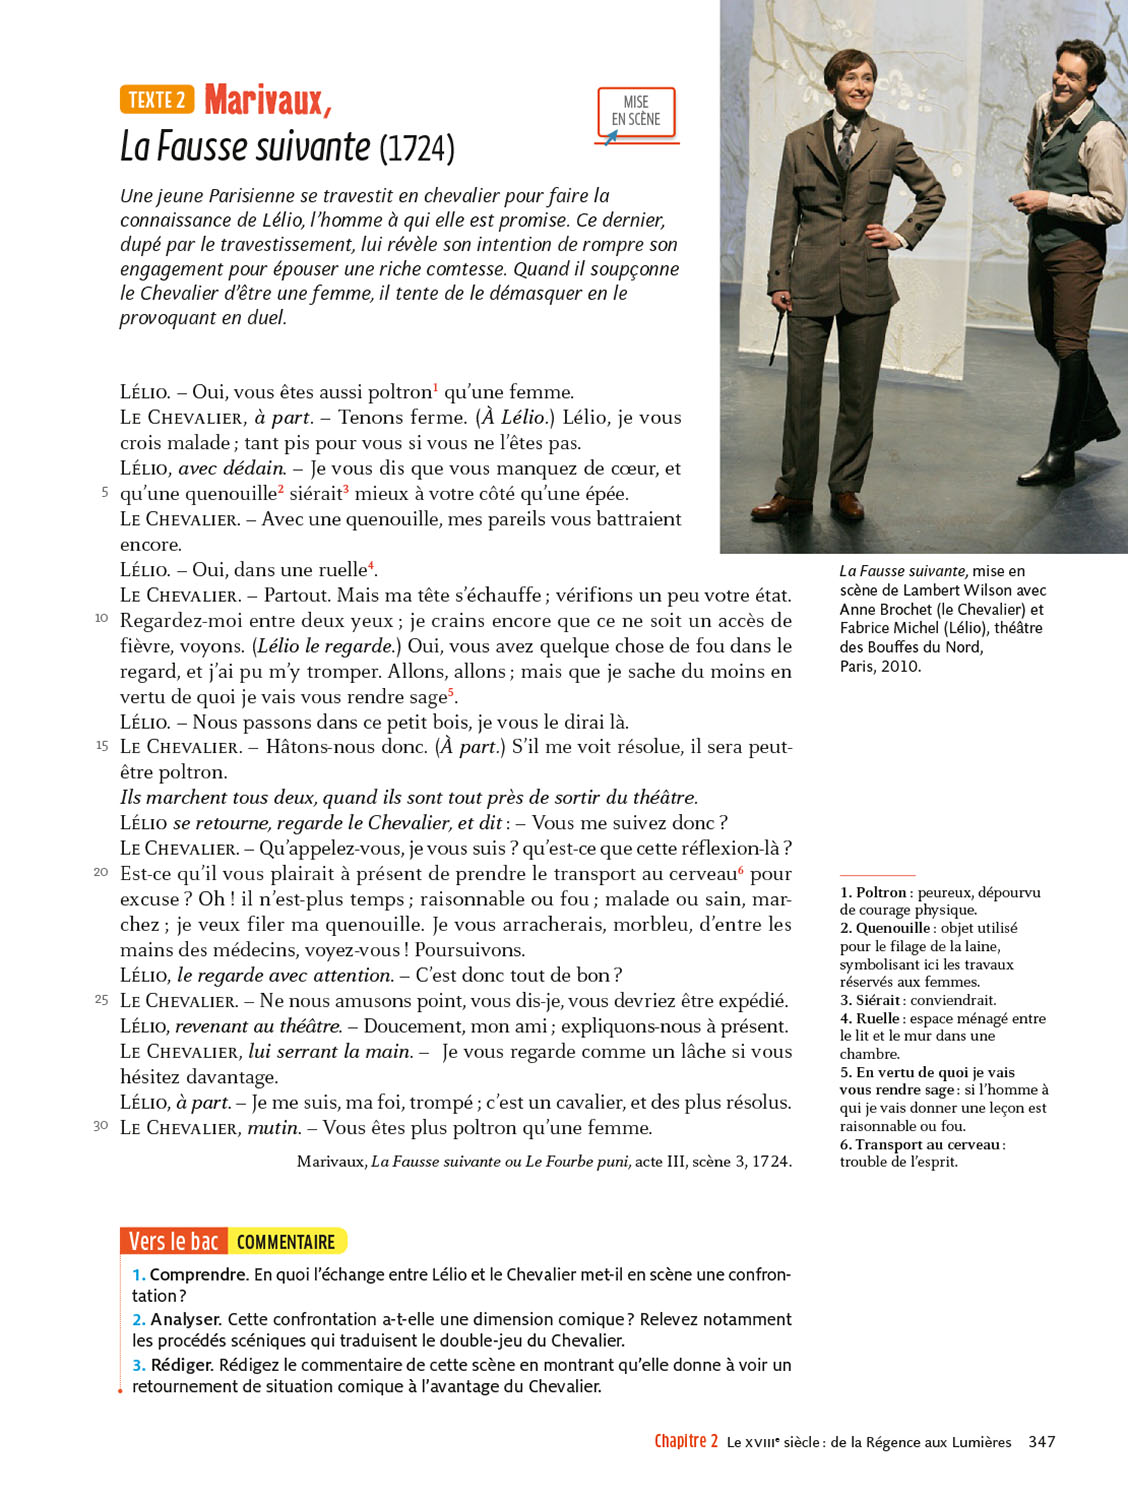 TEXTE 2 Marivaux,
La Fausse suivante (1724)
MISE
EN SCÈNE
Une jeune Parisienne se travestit en chevalier pour faire la
connaissance de Lélio, l'homme à qui elle est promise. Ce dernier,
dupé par le travestissement, lui révèle son intention de rompre son
engagement pour épouser une riche comtesse. Quand il soupçonne
le Chevalier d'être une femme, il tente de le démasquer en le
provoquant en duel.
LÉLIO. – Oui, vous êtes aussi poltron1 qu'une femme.
LE CHEVALIER, à part. – Tenons ferme. (À Lélio.) Lélio, je vous
crois malade ; tant pis pour vous si vous ne l'êtes pas.
LÉLIO, avec dédain. – Je vous dis que vous manquez de cœur, et
5 qu'une quenouille2 siérait3 mieux à votre côté qu'une épée.
LE CHEVALIER. – Avec une quenouille, mes pareils vous battraient
encore.
LÉLIO. – Oui, dans une ruelle4.
LE CHEVALIER. – Partout. Mais ma tête s'échauffe ; vérifions un peu votre état.
10 Regardez-moi entre deux yeux ; je crains encore que ce ne soit un accès de
fièvre, voyons. (Lélio le regarde.) Oui, vous avez quelque chose de fou dans le
regard, et j'ai pu m'y tromper. Allons, allons ; mais que je sache du moins en
vertu de quoi je vais vous rendre sage5.
LÉLIO. – Nous passons dans ce petit bois, je vous le dirai là.
15 LE CHEVALIER. – Hâtons-nous donc. (À part.) S'il me voit résolue, il sera peut-
être poltron.
Ils marchent tous deux, quand ils sont tout près de sortir du théâtre.
LÉLIO se retourne, regarde le Chevalier, et dit : – Vous me suivez donc ?
LE CHEVALIER. – Qu'appelez-vous, je vous suis ? qu'est-ce que cette réflexion-là ?
20 Est-ce qu'il vous plairait à présent de prendre le transport au cerveau6 pour
excuse ? Oh ! il n'est-plus temps ; raisonnable ou fou ; malade ou sain, mar-
chez ; je veux filer ma quenouille. Je vous arracherais, morbleu, d'entre les
mains des médecins, voyez-vous ! Poursuivons.
LÉLIO, le regarde avec attention. – C'est donc tout de bon ?
25 LE CHEVALIER. – Ne nous amusons point, vous dis-je, vous devriez être expédié.
LÉLIO, revenant au théâtre. – Doucement, mon ami ; expliquons-nous à présent.
LE CHEVALIER, lui serrant la main. – Je vous regarde comme un lâche si vous
hésitez davantage.
LÉLIO, à part. – Je me suis, ma foi, trompé ; c'est un cavalier, et des plus résolus.
30 LE CHEVALIER, mutin. – Vous êtes plus poltron qu'une femme.
Marivaux, La Fausse suivante ou Le Fourbe puni, acte III, scène 3, 1724.
La Fausse suivante, mise en
scène de Lambert Wilson avec
Anne Brochet (le Chevalier) et
Fabrice Michel (Lélio), théâtre
des Bouffes du Nord,
Paris, 2010.
1. Poltron : peureux, dépourvu
de courage physique.
2. Quenouille : objet utilisé
pour le filage de la laine,
symbolisant ici les travaux
réservés aux femmes.
3. Siérait : conviendrait.
4. Ruelle : espace ménagé entre
le lit et le mur dans une
chambre.
5. En vertu de quoi je vais
vous rendre sage : si l'homme à
qui je vais donner une leçon est
raisonnable ou fou.
6. Transport au cerveau :
trouble de l'esprit.
Vers le bac COMMENTAIRE
1. Comprendre. En quoi l'échange entre Lélio et le Chevalier met-il en scène une confron-
tation ?
2. Analyser. Cette confrontation a-t-elle une dimension comique ? Relevez notamment
les procédés scéniques qui traduisent le double-jeu du Chevalier.
3. Rédiger. Rédigez le commentaire de cette scène en montrant qu'elle donne à voir un
retournement de situation comique à l'avantage du Chevalier.
Chapitre 2 Le XVIIIe siècle : de la Régence aux Lumières 347